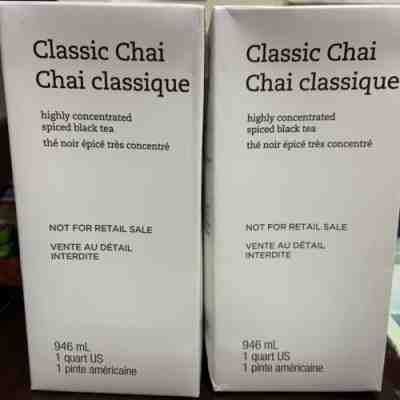 Classic Chai
Chai classique
highly concentrated
spiced black tea
thé noir épicé très concentré
NOT FOR RETAIL SALE
VENTE AU DÉTAIL
INTERDITE
946 mL
1 quart US
1 pinte américaine
Classic Chai
Chai classique
highly concentrated
spiced black tea
thé noir épicé très concentré
NOT FOR RETAIL SALE
VENTE AU DÉTAIL
INTERDITE
946 mL
1 quart US
1 pinte américaine